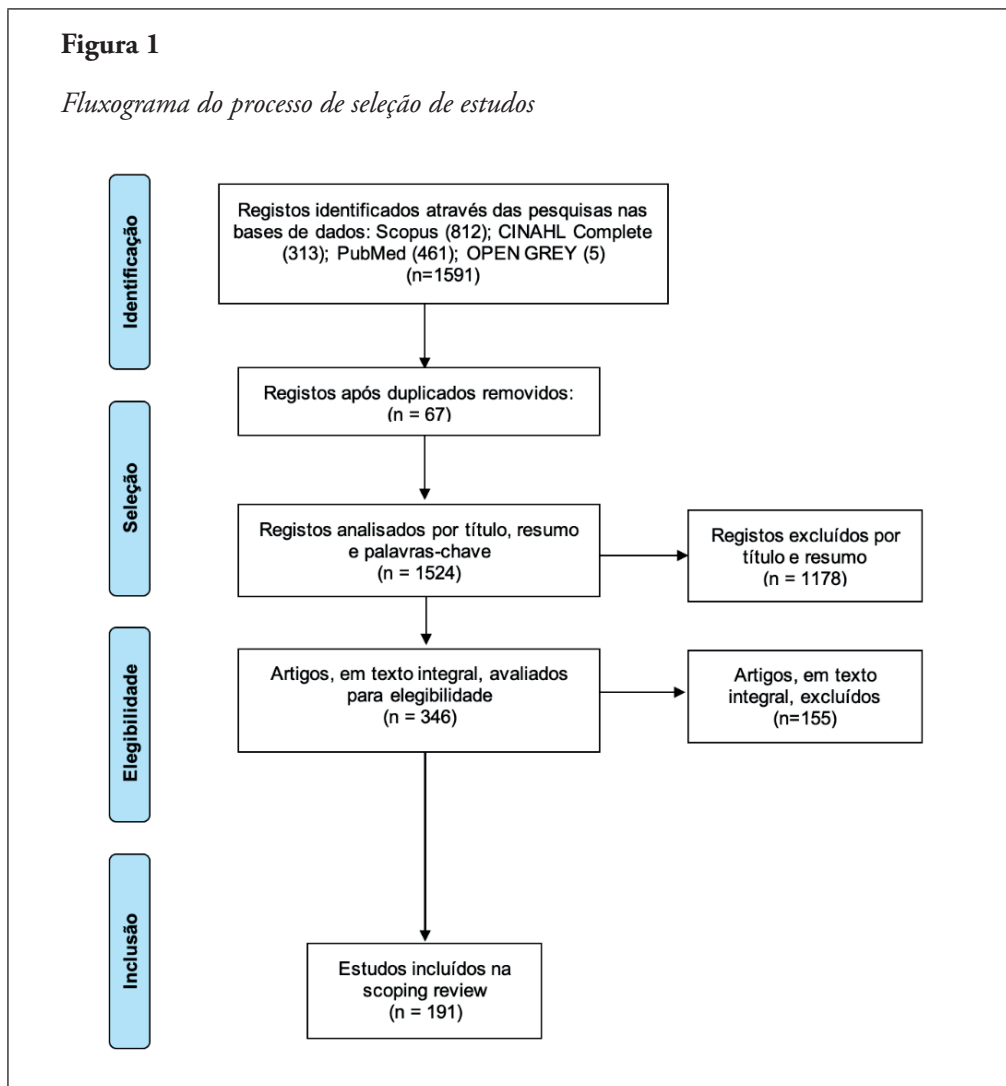 Figura 1
Fluxograma do processo de seleção de estudos
Identificação
Registos identificados através das pesquisas nas
bases de dados: Scopus (812); CINAHL Complete
(313); PubMed (461); OPEN GREY (5)
(n=1591)
Registos após duplicados removidos:
(n = 67)
Seleção
Registos analisados por título, resumo
e palavras-chave
(n = 1524)
Registos excluídos por
título e resumo
(n = 1178)
Elegibilidade
Artigos, em texto integral, avaliados
para elegibilidade
(n = 346)
Artigos, em texto
integral, excluídos
(n=155)
Inclusão
Estudos incluídos na
scoping review
(n = 191)